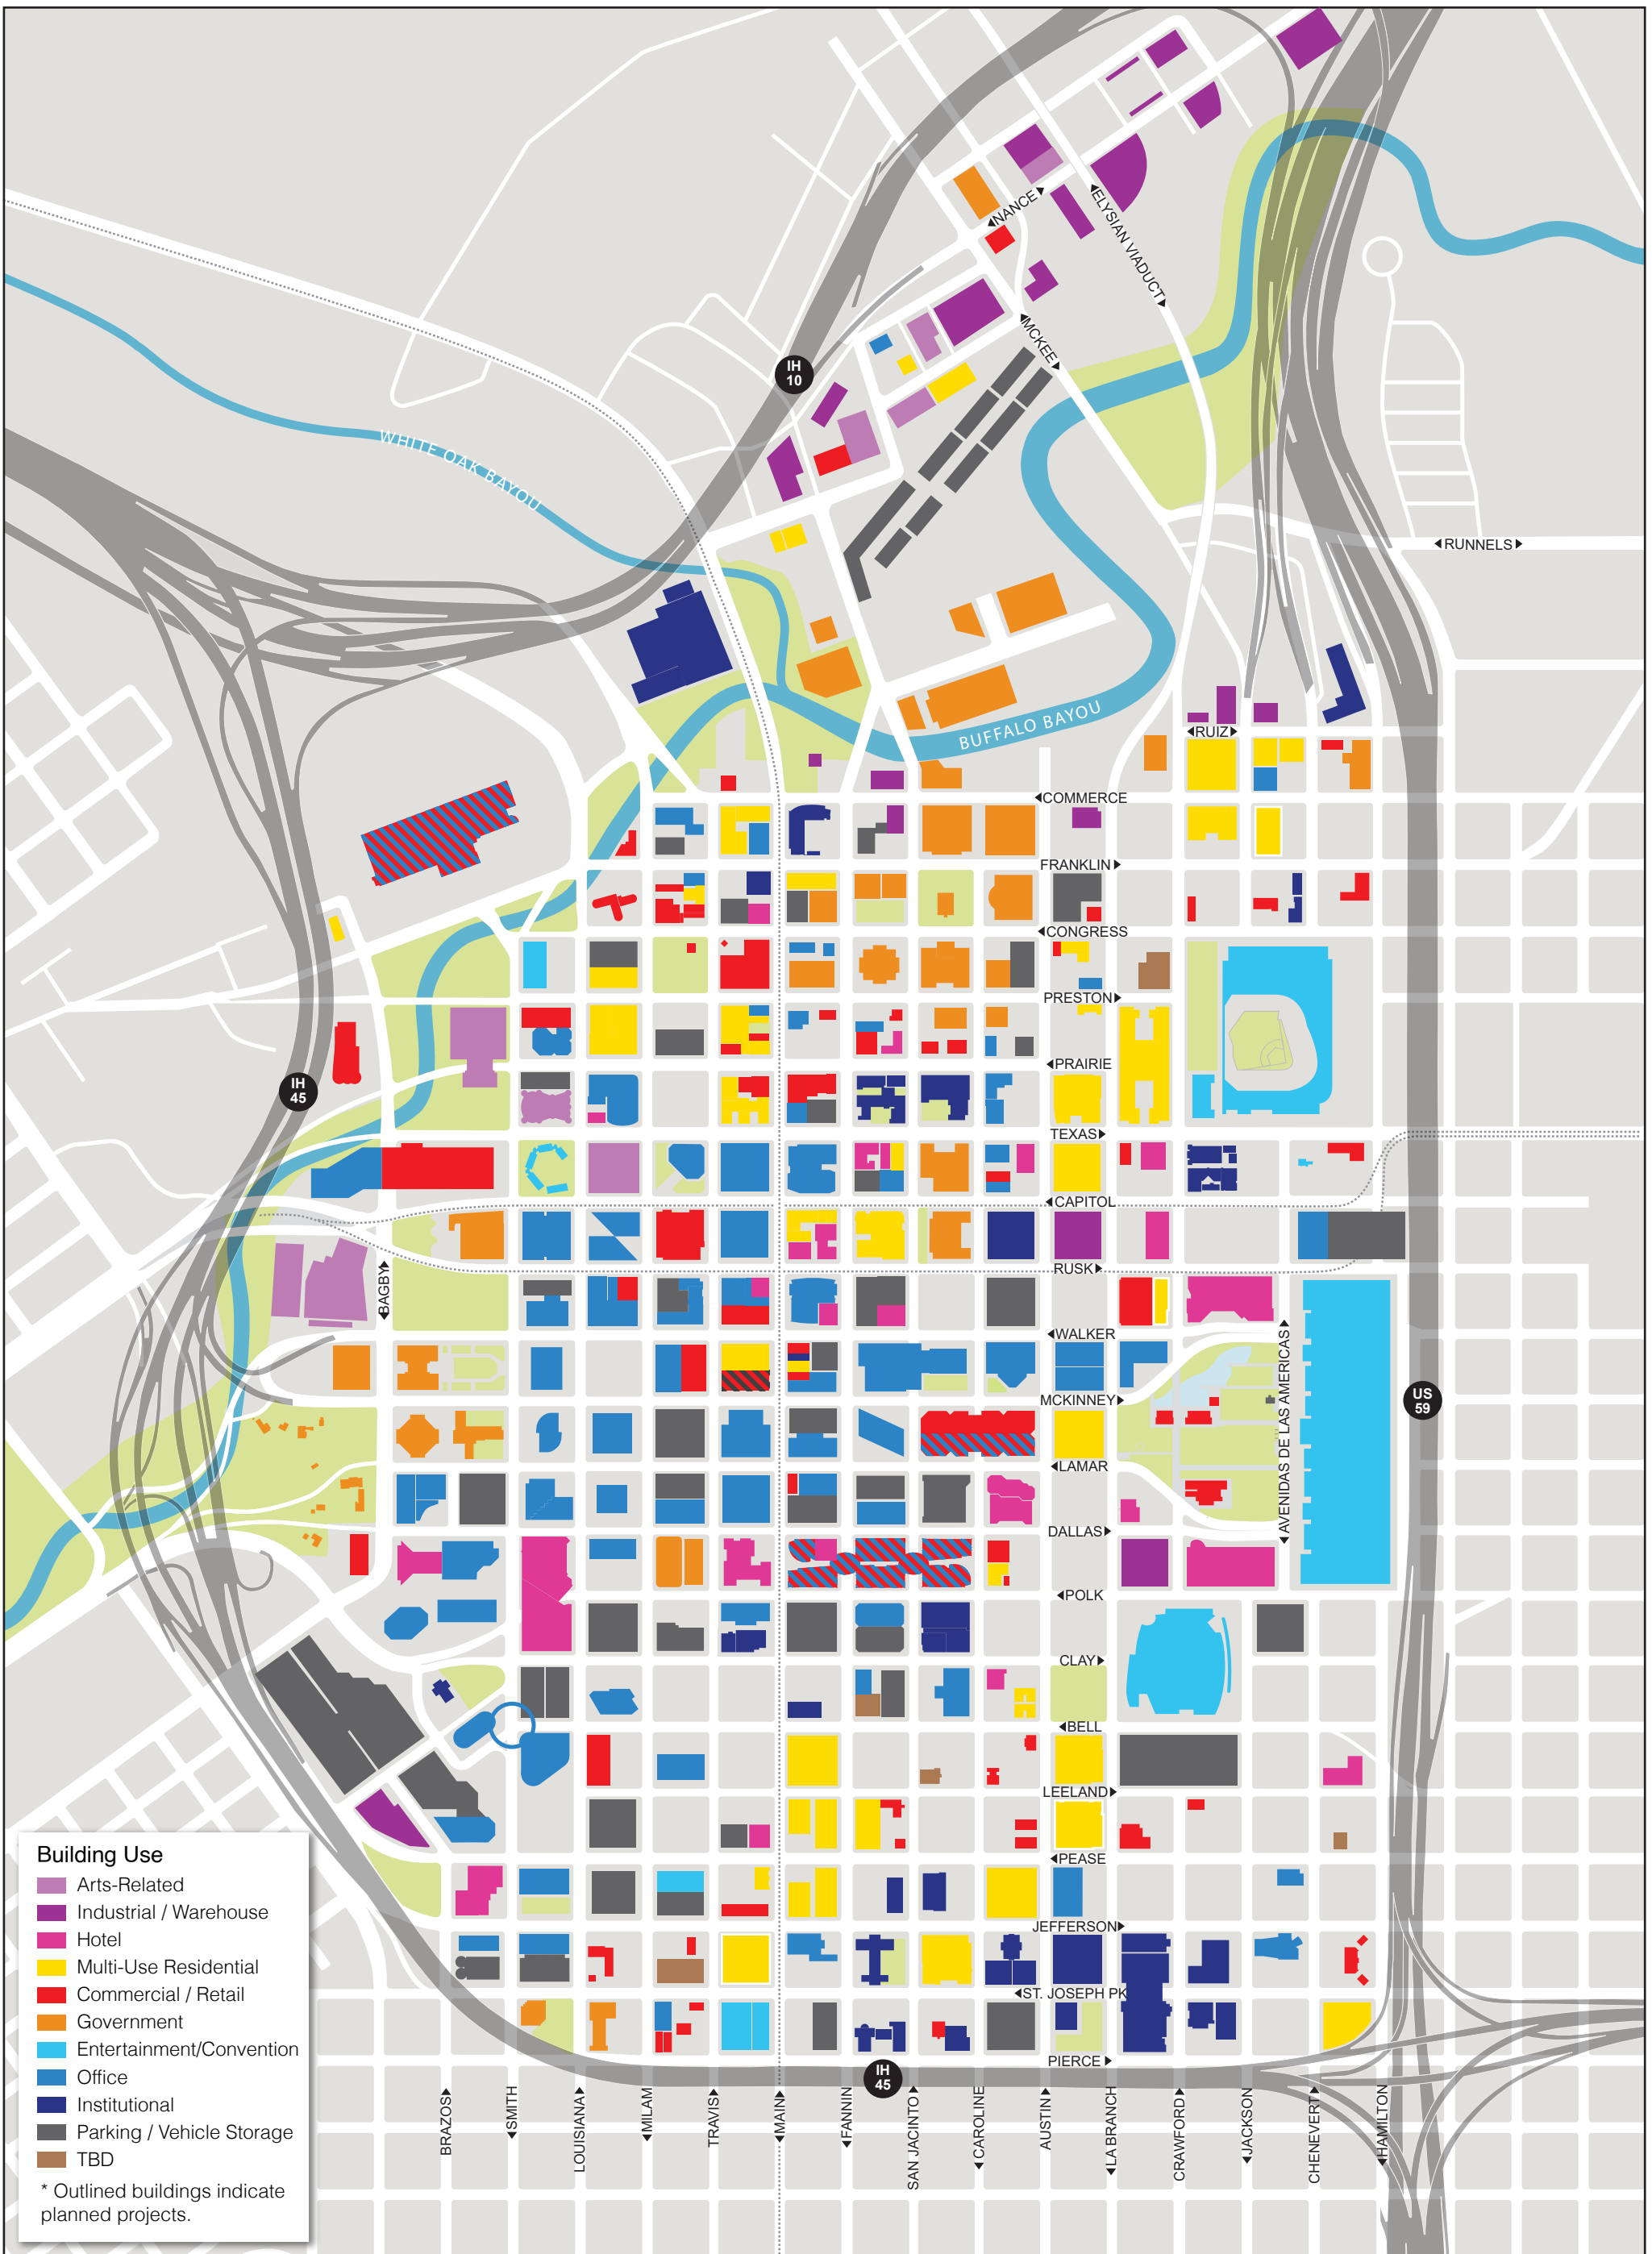 NANCE
ELYSIAN VIADUCT
MCKEE
IH
10
WHITE OAK BAYOU
RUNNELS
BUFFALO BAYOU
RUIZ
COMMERCE
FRANKLIN
CONGRESS
PRESTON
IH
45
PRAIRIE
TEXAS
CAPITOL
BAGBY
RUSK
WALKER
AVENIDAS DE LAS AMERICAS
US
59
MCKINNEY
LAMAR
DALLAS
POLK
CLAY
BELL
LEELAND
PEASE
JEFFERSON
ST. JOSEPH PK
PIERCE
IH
45
BRAZOS
SMITH
LOUISIANA
MILAM
TRAVIS
MAIN
FANNIN
SAN JACINTO
CAROLINE
AUSTIN
LA BRANCH
CRAWFORD
JACKSON
CHENEVERT
HAMILTON
Building Use
Arts-Related
Industrial / Warehouse
Hotel
Multi-Use Residential
Commercial / Retail
Government
Entertainment/Convention
Office
Institutional
Parking / Vehicle Storage
TBD
* Outlined buildings indicate
planned projects.